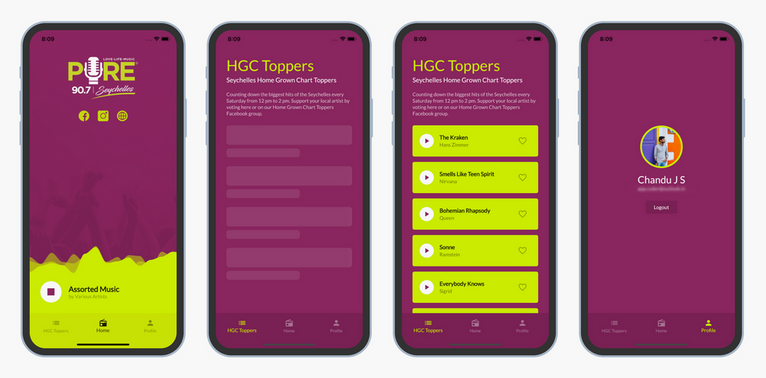 8:09
LOVE·LIFE·MUSIC
PURE
90.7 Seychelles
Assorted Music
by Various Artists
HGC Toppers
Home
Profile
8:09
HGC Toppers
Seychelles Home Grown Chart Toppers
Counting down the biggest hits of the Seychelles every
Saturday from 12 pm to 2 pm. Support your local artist by
voting here or on our Home Grown Chart Toppers
Facebook group.
HGC Toppers
Home
Profile
8:09
HGC Toppers
Seychelles Home Grown Chart Toppers
Counting down the biggest hits of the Seychelles every
Saturday from 12 pm to 2 pm. Support your local artist by
voting here or on our Home Grown Chart Toppers
Facebook group.
The Kraken
Hans Zimmer
Smells Like Teen Spirit
Nirvana
Bohemian Rhapsody
Queen
Sonne
Ramstein
Everybody Knows
Sigrid
HGC Toppers
Home
Profile
8:09
Chandu J S
Logout
HGC Toppers
Home
Profile